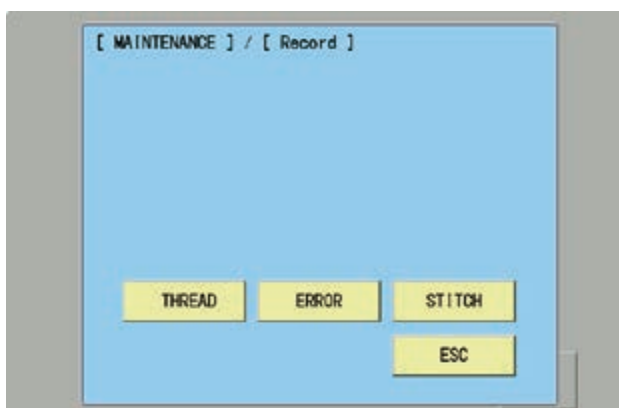 [ MAINTENANCE ] / [ Record ]
THREAD ERROR STITCH
ESC